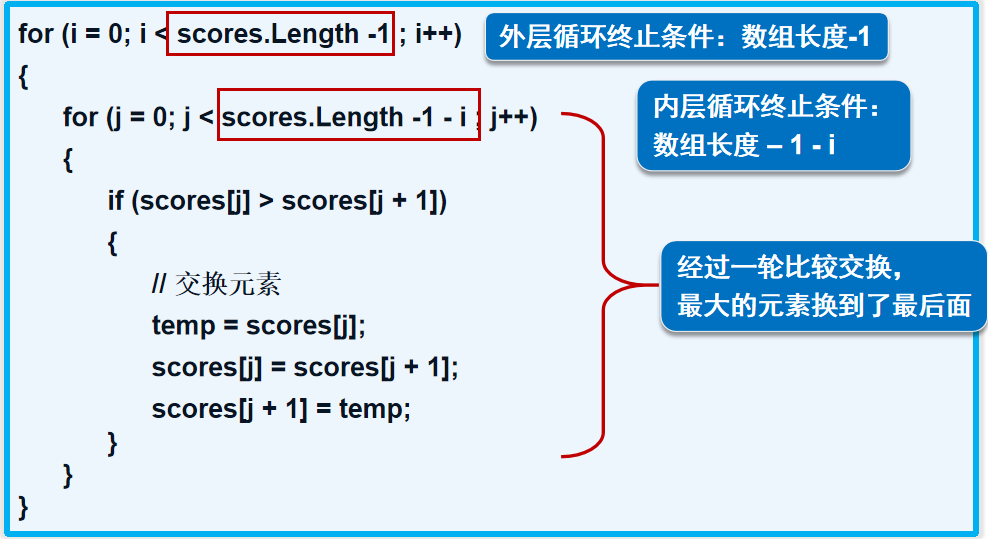 for (i = 0; i < scores.Length -1 ; i++)
外层循环终止条件：数组长度-1
{
for (j = 0; j < scores.Length -1 - i ; j++)
内层循环终止条件：
数组长度 – 1 - i
{
if (scores[j] > scores[j + 1])
{
// 交换元素
temp = scores[j];
scores[j] = scores[j + 1];
scores[j + 1] = temp;
}
}
}
经过一轮比较交换，
最大的元素换到了最后面